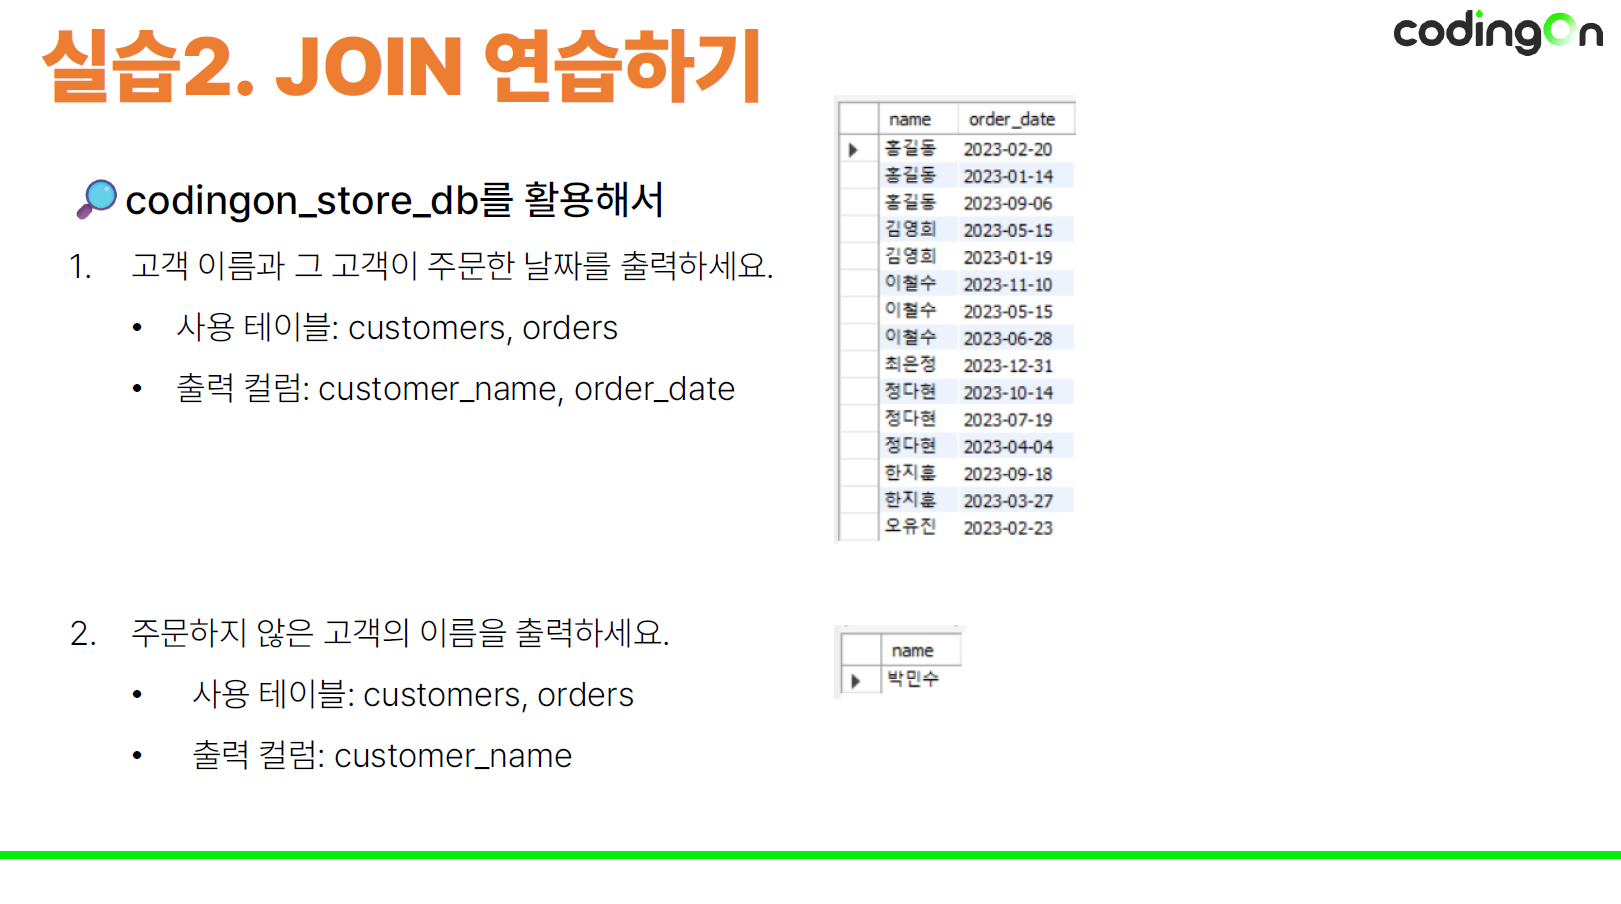 실습2. JOIN 연습하기
codingOn
🔎 codingon_store_db를 활용해서
1. 고객 이름과 그 고객이 주문한 날짜를 출력하세요.
• 사용 테이블: customers, orders
• 출력 컬럼: customer_name, order_date
name order_date
홍길동 2023-02-20
홍길동 2023-01-14
홍길동 2023-09-06
김영희 2023-05-15
김영희 2023-01-19
이철수 2023-11-10
이철수 2023-05-15
이철수 2023-06-28
최은정 2023-12-31
정다현 2023-10-14
정다현 2023-07-19
정다현 2023-04-04
한지훈 2023-09-18
한지훈 2023-03-27
오유진 2023-02-23
2. 주문하지 않은 고객의 이름을 출력하세요.
• 사용 테이블: customers, orders
• 출력 컬럼: customer_name
name
박민수